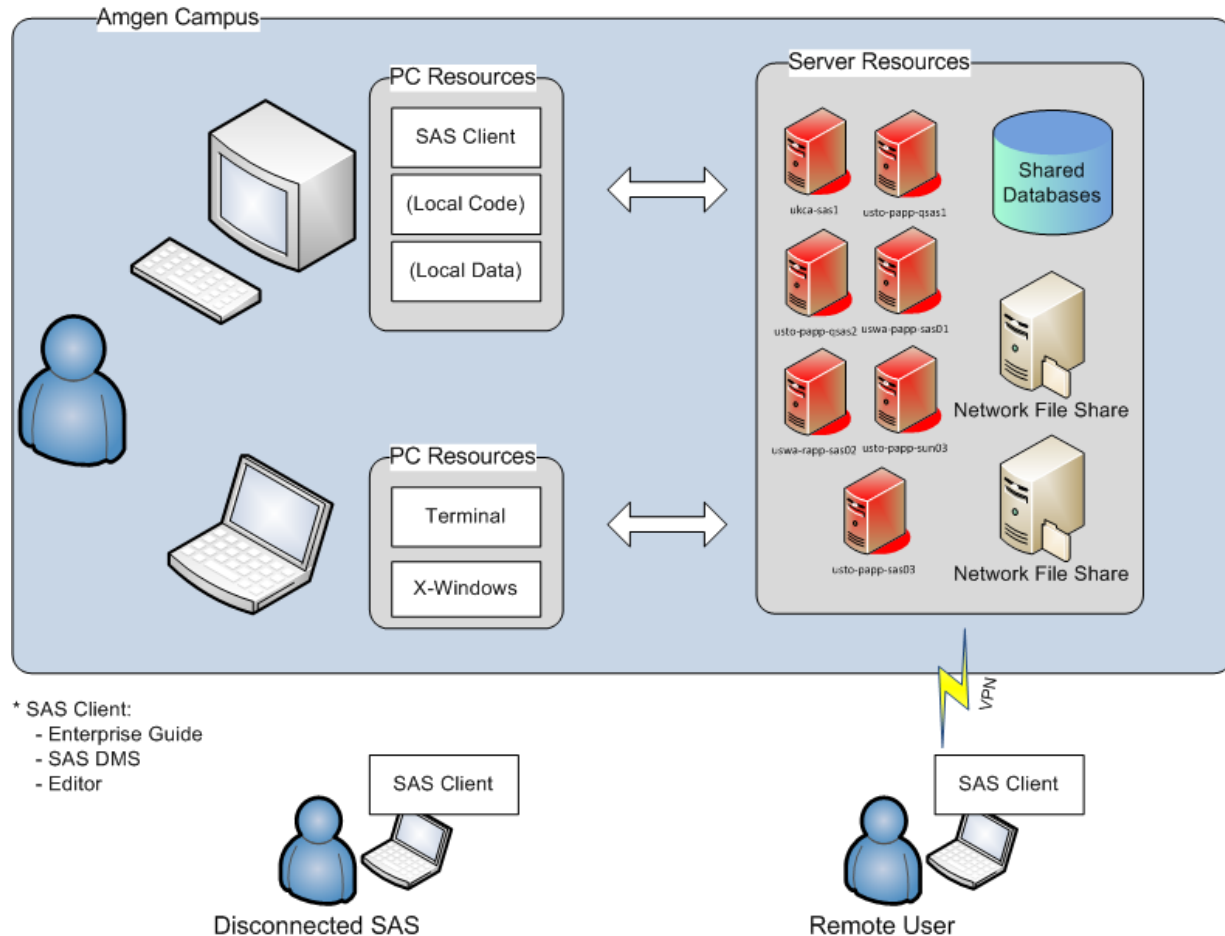 Amgen Campus
PC Resources
SAS Client
(Local Code)
(Local Data)
Server Resources
ukca-sas1
usto-papp-qsas1
Shared
Databases
usto-papp-qsas2
uswa-papp-sas01
Network File Share
uswa-rapp-sas02
usto-papp-sun03
PC Resources
Terminal
X-Windows
usto-papp-sas03
Network File Share
VPN
* SAS Client:
- Enterprise Guide
- SAS DMS
- Editor
SAS Client
Disconnected SAS
SAS Client
Remote User